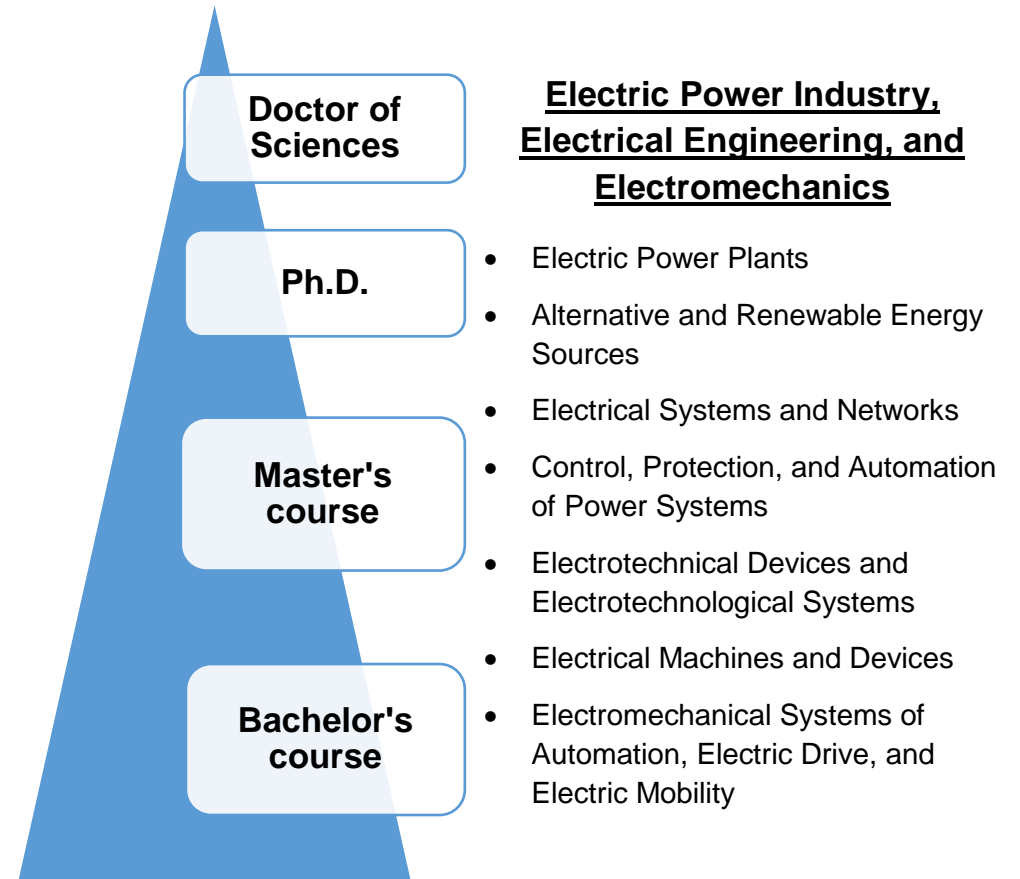 Doctor of
Sciences
Ph.D.
Master's
course
Bachelor's
course
Electric Power Industry,
Electrical Engineering, and
Electromechanics
• Electric Power Plants
• Alternative and Renewable Energy
Sources
• Electrical Systems and Networks
• Control, Protection, and Automation
of Power Systems
• Electrotechnical Devices and
Electrotechnological Systems
• Electrical Machines and Devices
• Electromechanical Systems of
Automation, Electric Drive, and
Electric Mobility